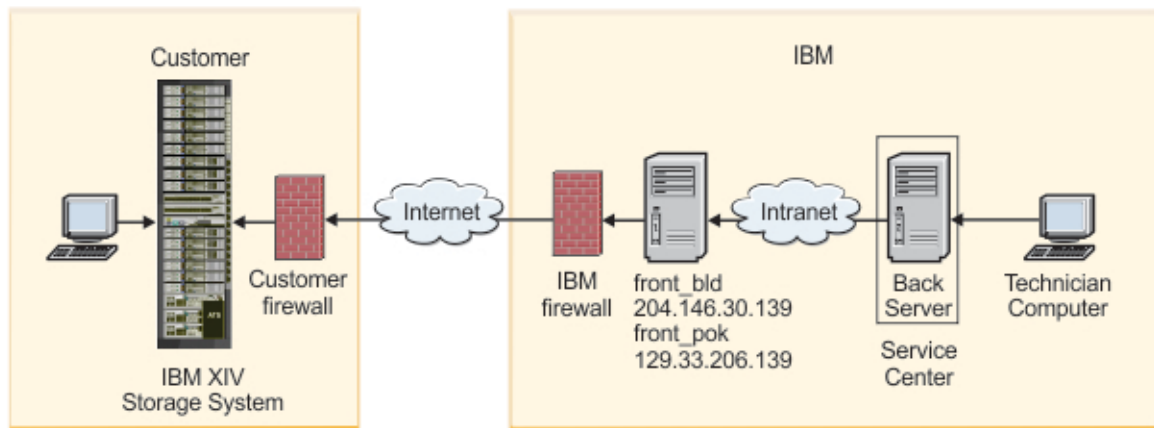 Customer
IBM XIV
Storage System
Customer
firewall
Internet
IBM
IBM
firewall
front_bld
204.146.30.139
front_pok
129.33.206.139
Intranet
Back
Server
Service
Center
Technician
Computer
ATS